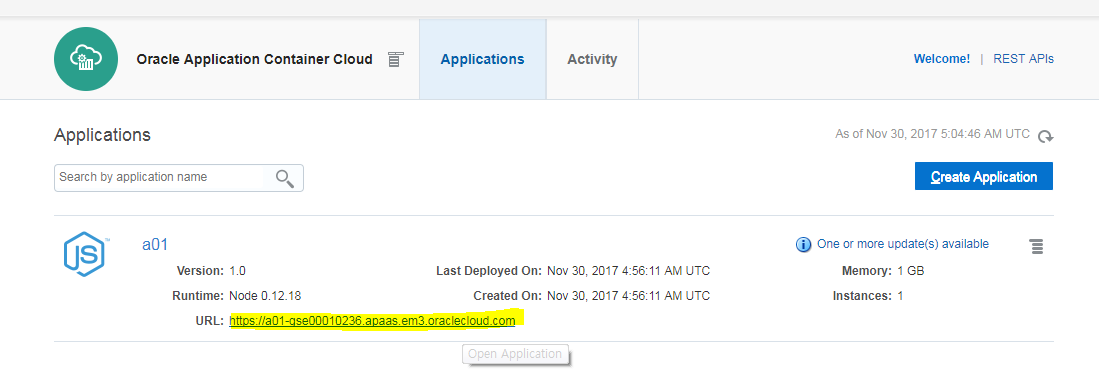 Oracle Application Container Cloud
Applications
Activity
Welcome! | REST APIs
Applications
As of Nov 30, 2017 5:04:46 AM UTC
Search by application name
Create Application
JS
a01
One or more update(s) available
Version: 1.0
Last Deployed On: Nov 30, 2017 4:56:11 AM UTC
Memory: 1 GB
Runtime: Node 0.12.18
Created On: Nov 30, 2017 4:56:11 AM UTC
Instances: 1
URL: https://a01-gse00010236.apaas.em3.oraclecloud.com
Open Application